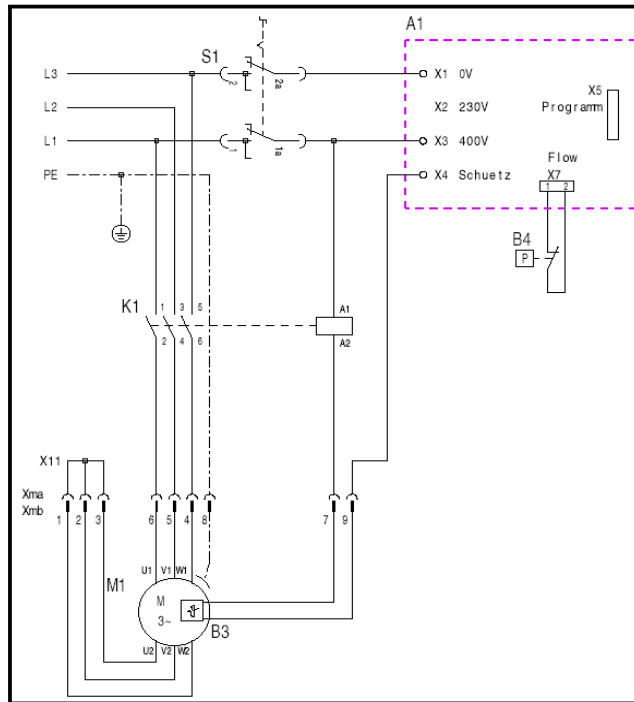 A1
S1
L3
2
2a
X1 0V
X5
L2
X2 230V
Programm
L1
1
1a
X3 400V
Flow
PE
X4 Schuetz
X7
1 2
B4
P
K1
1 3 5
A1
2 4 6
A2
X11
Xma
Xmb
1 2 3 6 5 4 8 7 9
U1 V1 W1
M1
M
3~
B3
U2 V2 W2